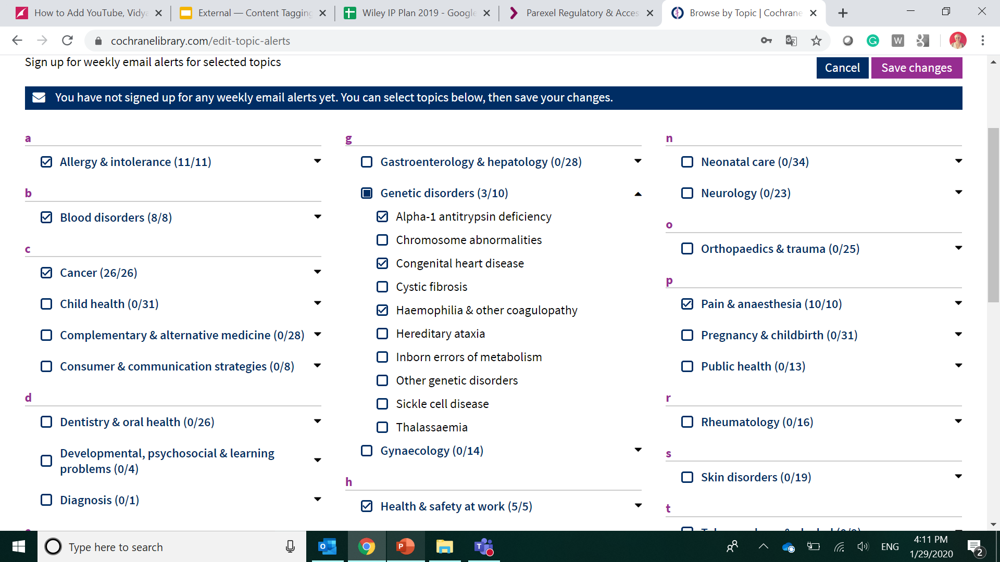 How to Add YouTube, Vidya
External — Content Tagging
Wiley IP Plan 2019 - Google
Parexel Regulatory & Acces
Browse by Topic | Cochrane
cochranelibrary.com/edit-topic-alerts
Sign up for weekly email alerts for selected topics
Cancel
Save changes
You have not signed up for any weekly email alerts yet. You can select topics below, then save your changes.
a
Allergy & intolerance (11/11)
b
Blood disorders (8/8)
c
Cancer (26/26)
Child health (0/31)
Complementary & alternative medicine (0/28)
Consumer & communication strategies (0/8)
d
Dentistry & oral health (0/26)
Developmental, psychosocial & learning
problems (0/4)
Diagnosis (0/1)
g
Gastroenterology & hepatology (0/28)
Genetic disorders (3/10)
Alpha-1 antitrypsin deficiency
Chromosome abnormalities
Congenital heart disease
Cystic fibrosis
Haemophilia & other coagulopathy
Hereditary ataxia
Inborn errors of metabolism
Other genetic disorders
Sickle cell disease
Thalassaemia
Gynaecology (0/14)
h
Health & safety at work (5/5)
n
Neonatal care (0/34)
Neurology (0/23)
o
Orthopaedics & trauma (0/25)
p
Pain & anaesthesia (10/10)
Pregnancy & childbirth (0/31)
Public health (0/13)
r
Rheumatology (0/16)
s
Skin disorders (0/19)
t
Type here to search
ENG
4:11 PM
1/29/2020
2